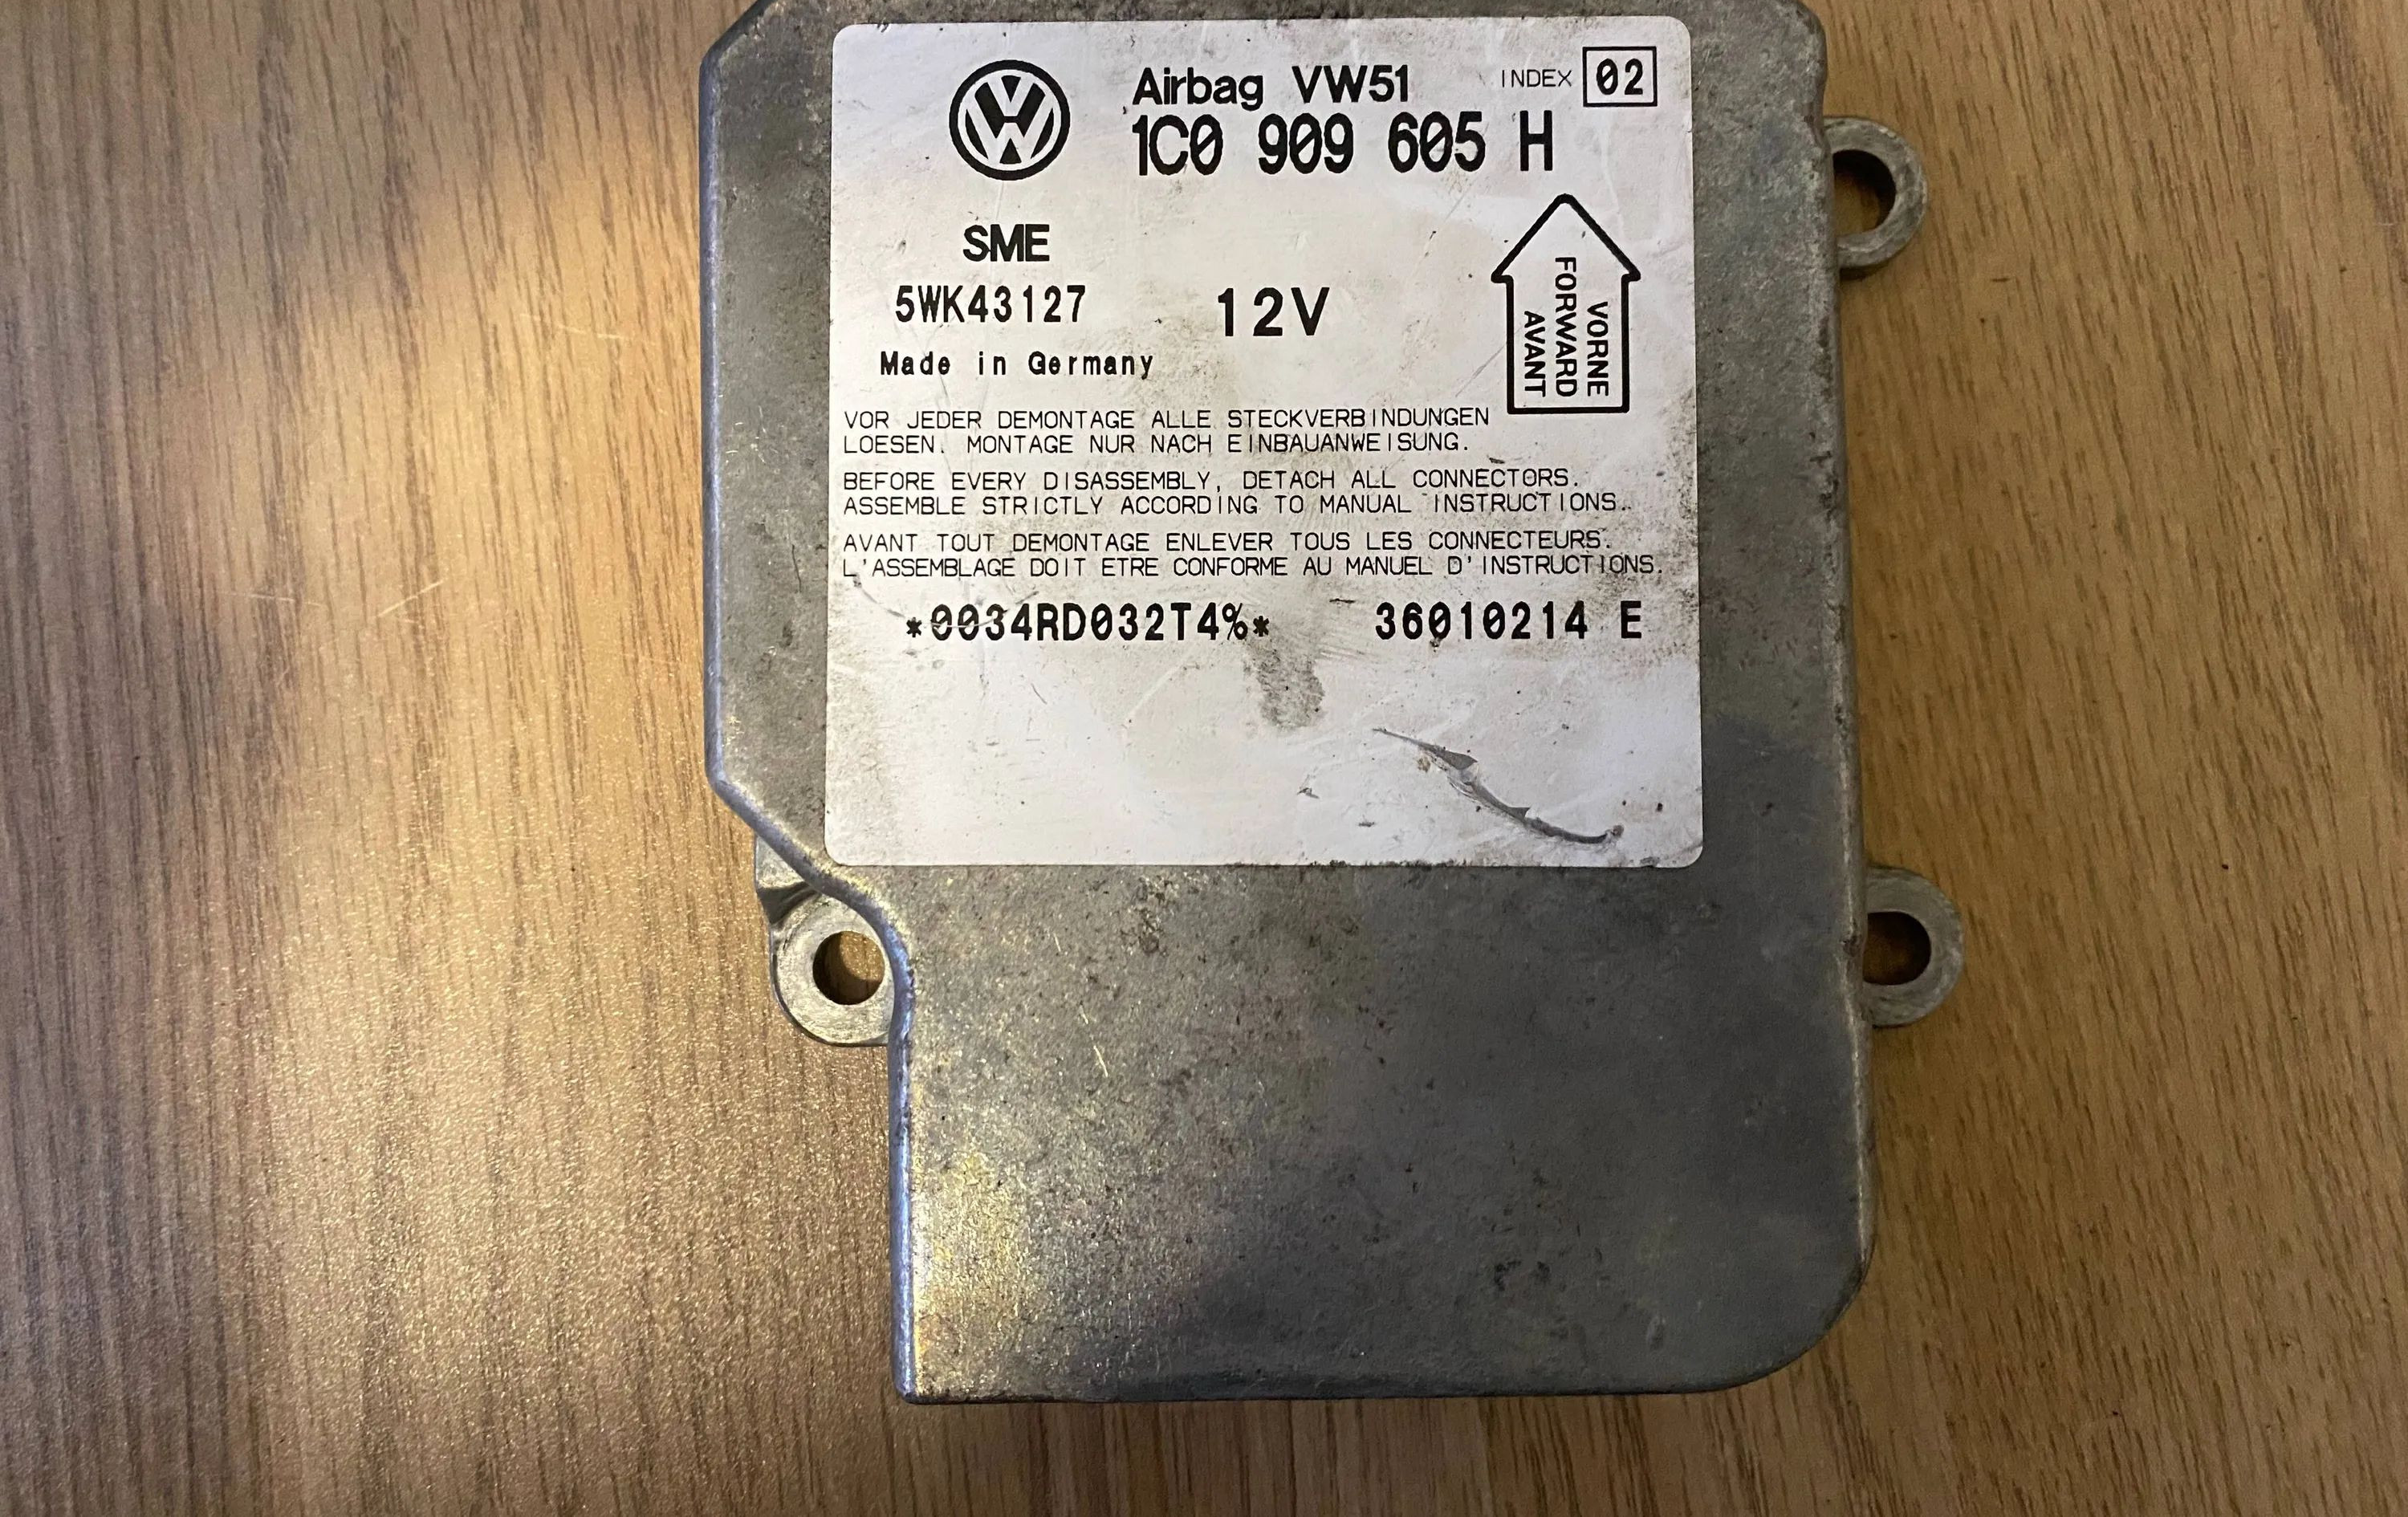 Airbag VW51 INDEX 02
1C0 909 605 H
SME
5WK43127 12V
Made in Germany
VORNE
FORWARD
AVANT
VOR JEDER DEMONTAGE ALLE STECKVERBINDUNGEN
LOESEN. MONTAGE NUR NACH EINBAUANWEISUNG.
BEFORE EVERY DISASSEMBLY, DETACH ALL CONNECTORS.
ASSEMBLE STRICTLY ACCORDING TO MANUAL INSTRUCTIONS.
AVANT TOUT DEMONTAGE ENLEVER TOUS LES CONNECTEURS.
L'ASSEMBLAGE DOIT ETRE CONFORME AU MANUEL D'INSTRUCTIONS.
*0034RD032T4%* 36010214 E